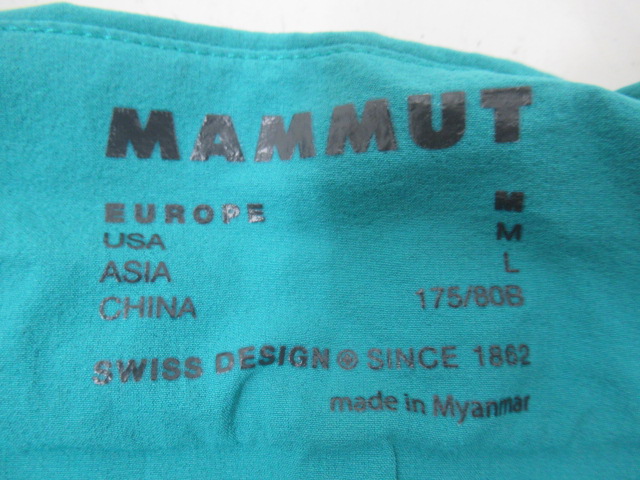 MAMMUT
EUROPE M
USA M
ASIA L
CHINA 175/80B
SWISS DESIGN ® SINCE 1862
made in Myanmar